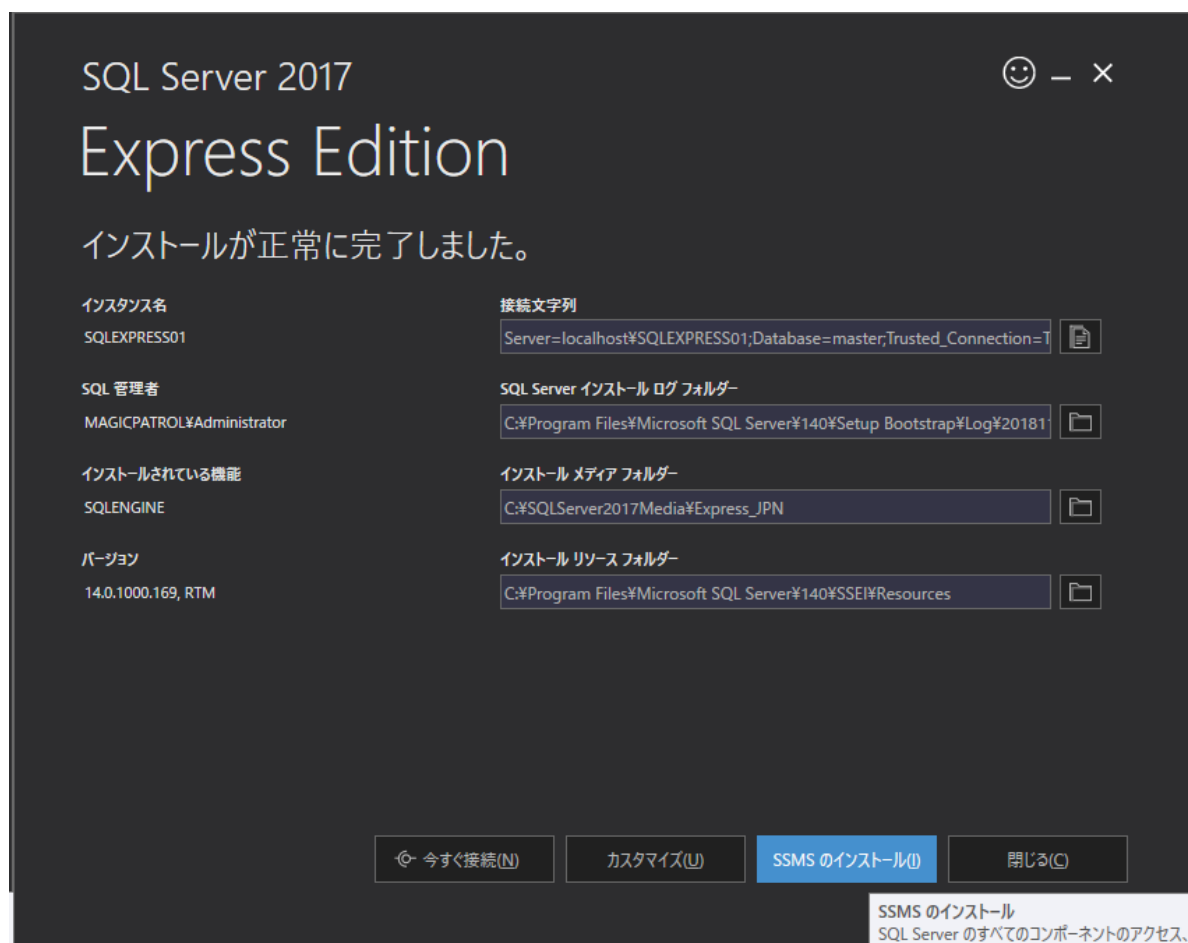 SQL Server 2017
Express Edition
インストールが正常に完了しました。
インスタンス名
SQLEXPRESS01
接続文字列
Server=localhost¥SQLEXPRESS01;Database=master;Trusted_Connection=T
SQL 管理者
MAGICPATROL¥Administrator
SQL Server インストール ログ フォルダー
C:¥Program Files¥Microsoft SQL Server¥140¥Setup Bootstrap¥Log¥20181
インストールされている機能
SQLENGINE
インストール メディア フォルダー
C:¥SQLServer2017Media¥Express_JPN
バージョン
14.0.1000.169, RTM
インストール リソース フォルダー
C:¥Program Files¥Microsoft SQL Server¥140¥SSEI¥Resources
今すぐ接続(N)
カスタマイズ(U)
SSMS のインストール(I)
閉じる(C)
SSMS のインストール
SQL Server のすべてのコンポーネントのアクセス、